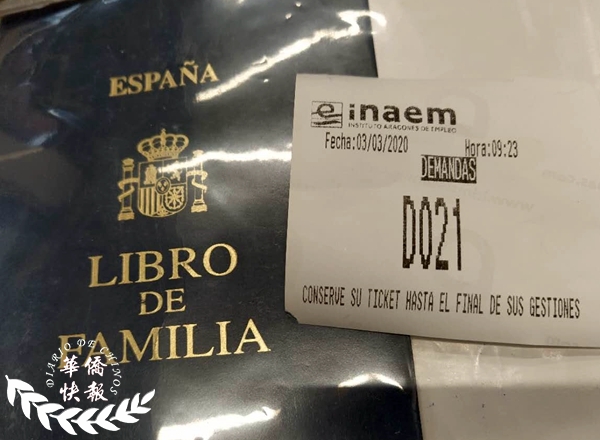 ESPAÑA
LIBRO
DE
FAMILIA
inaem
INSTITUTO ARAGONES DE EMPLEO
Fecha:03/03/2020 Hora:09:23
DEMANDAS
D021
CONSERVE SU TICKET HASTA EL FINAL DE SUS GESTIONES
DIARIO DE CHINOS
華僑
快報